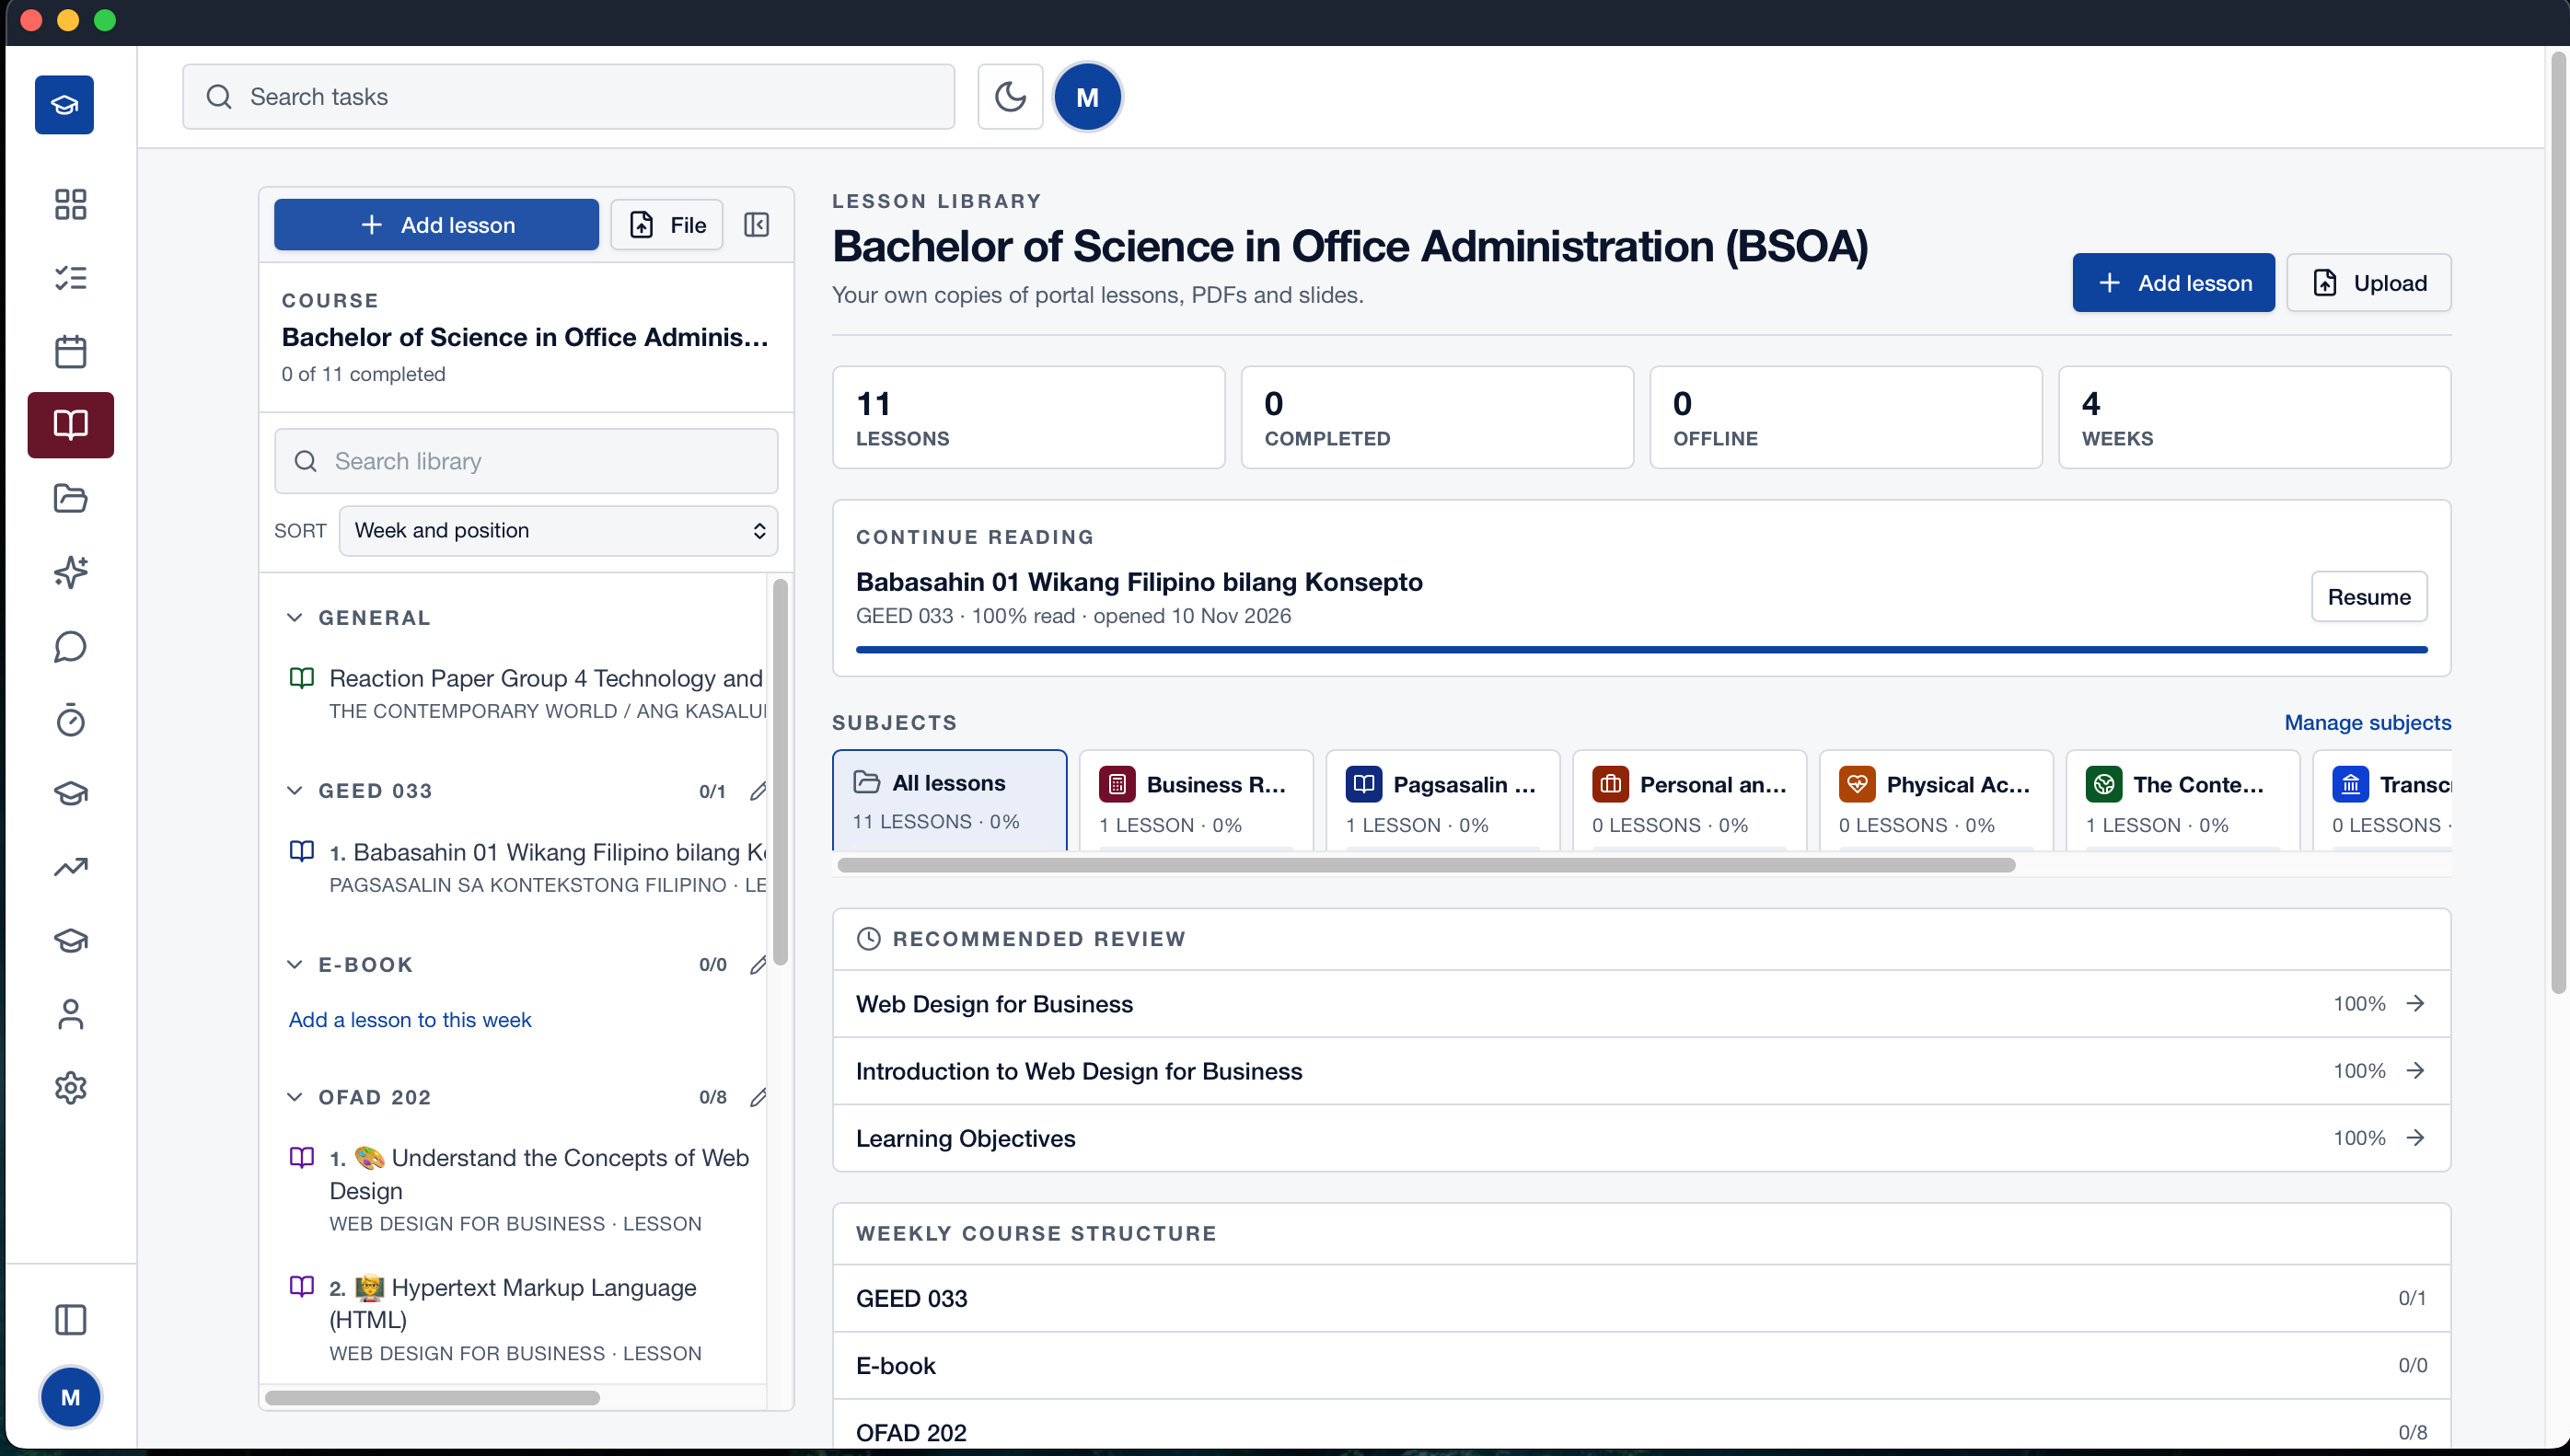 Search tasks
M
Add lesson
File
COURSE
Bachelor of Science in Office Adminis...
0 of 11 completed
Search library
SORT
Week and position
GENERAL
Reaction Paper Group 4 Technology and
THE CONTEMPORARY WORLD / ANG KASALU
GEED 033
0/1
1. Babasahin 01 Wikang Filipino bilang K
PAGSASALIN SA KONTEKSTONG FILIPINO · LE
E-BOOK
0/0
Add a lesson to this week
OFAD 202
0/8
1. 🎨 Understand the Concepts of Web
Design
WEB DESIGN FOR BUSINESS · LESSON
2. 🧑‍🏫 Hypertext Markup Language
(HTML)
WEB DESIGN FOR BUSINESS · LESSON
M
LESSON LIBRARY
Bachelor of Science in Office Administration (BSOA)
Your own copies of portal lessons, PDFs and slides.
Add lesson
Upload
11
LESSONS
0
COMPLETED
0
OFFLINE
4
WEEKS
CONTINUE READING
Babasahin 01 Wikang Filipino bilang Konsepto
GEED 033 · 100% read · opened 10 Nov 2026
Resume
SUBJECTS
Manage subjects
All lessons
11 LESSONS · 0%
Business R...
1 LESSON · 0%
Pagsasalin ...
1 LESSON · 0%
Personal an...
0 LESSONS · 0%
Physical Ac...
0 LESSONS · 0%
The Conte...
1 LESSON · 0%
Transc
0 LESSONS ·
RECOMMENDED REVIEW
Web Design for Business
100%
Introduction to Web Design for Business
100%
Learning Objectives
100%
WEEKLY COURSE STRUCTURE
GEED 033
0/1
E-book
0/0
OFAD 202
0/8